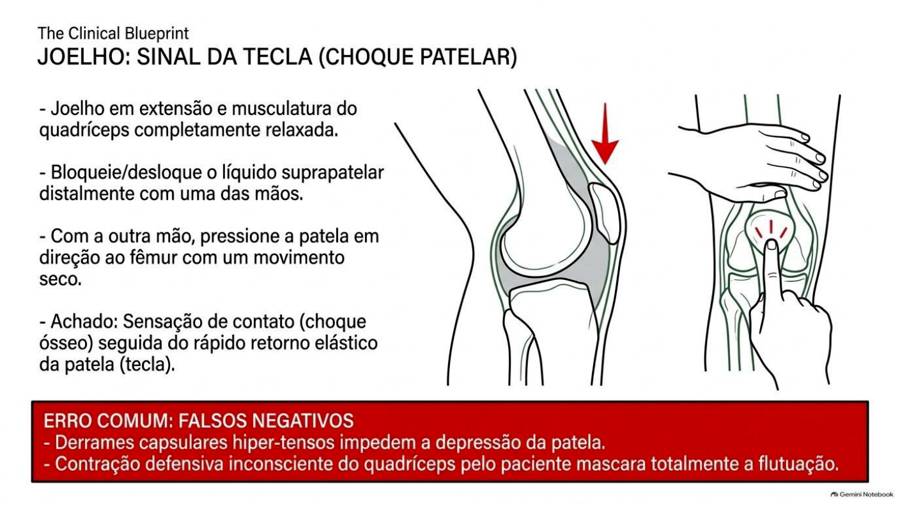 The Clinical Blueprint
JOELHO: SINAL DA TECLA (CHOQUE PATELAR)
- Joelho em extensão e musculatura do
quadríceps completamente relaxada.
- Bloqueie/desloque o líquido suprapatelar
distalmente com uma das mãos.
- Com a outra mão, pressione a patela em
direção ao fêmur com um movimento
seco.
- Achado: Sensação de contato (choque
ósseo) seguida do rápido retorno elástico
da patela (tecla).
ERRO COMUM: FALSOS NEGATIVOS
- Derrames capsulares hiper-tensos impedem a depressão da patela.
- Contração defensiva inconsciente do quadríceps pelo paciente mascara totalmente a flutuação.
Gemini Notebook